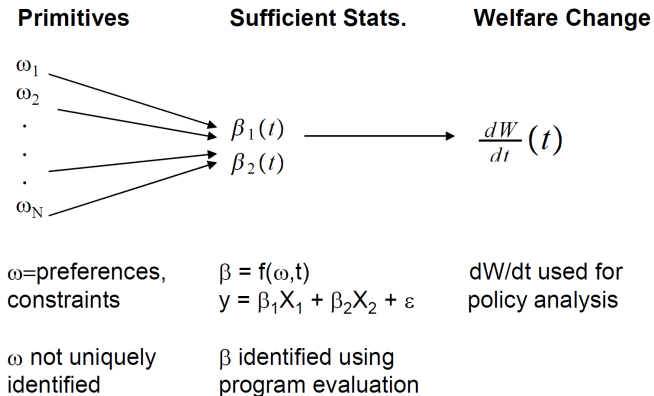 Primitives
Sufficient Stats.
Welfare Change
ω1
ω2
.
.
.
ωN
β1(t)
β2(t)
dW/dt (t)
ω=preferences,
constraints
β = f(ω,t)
y = β1X1 + β2X2 + ε
dW/dt used for
policy analysis
ω not uniquely
identified
β identified using
program evaluation